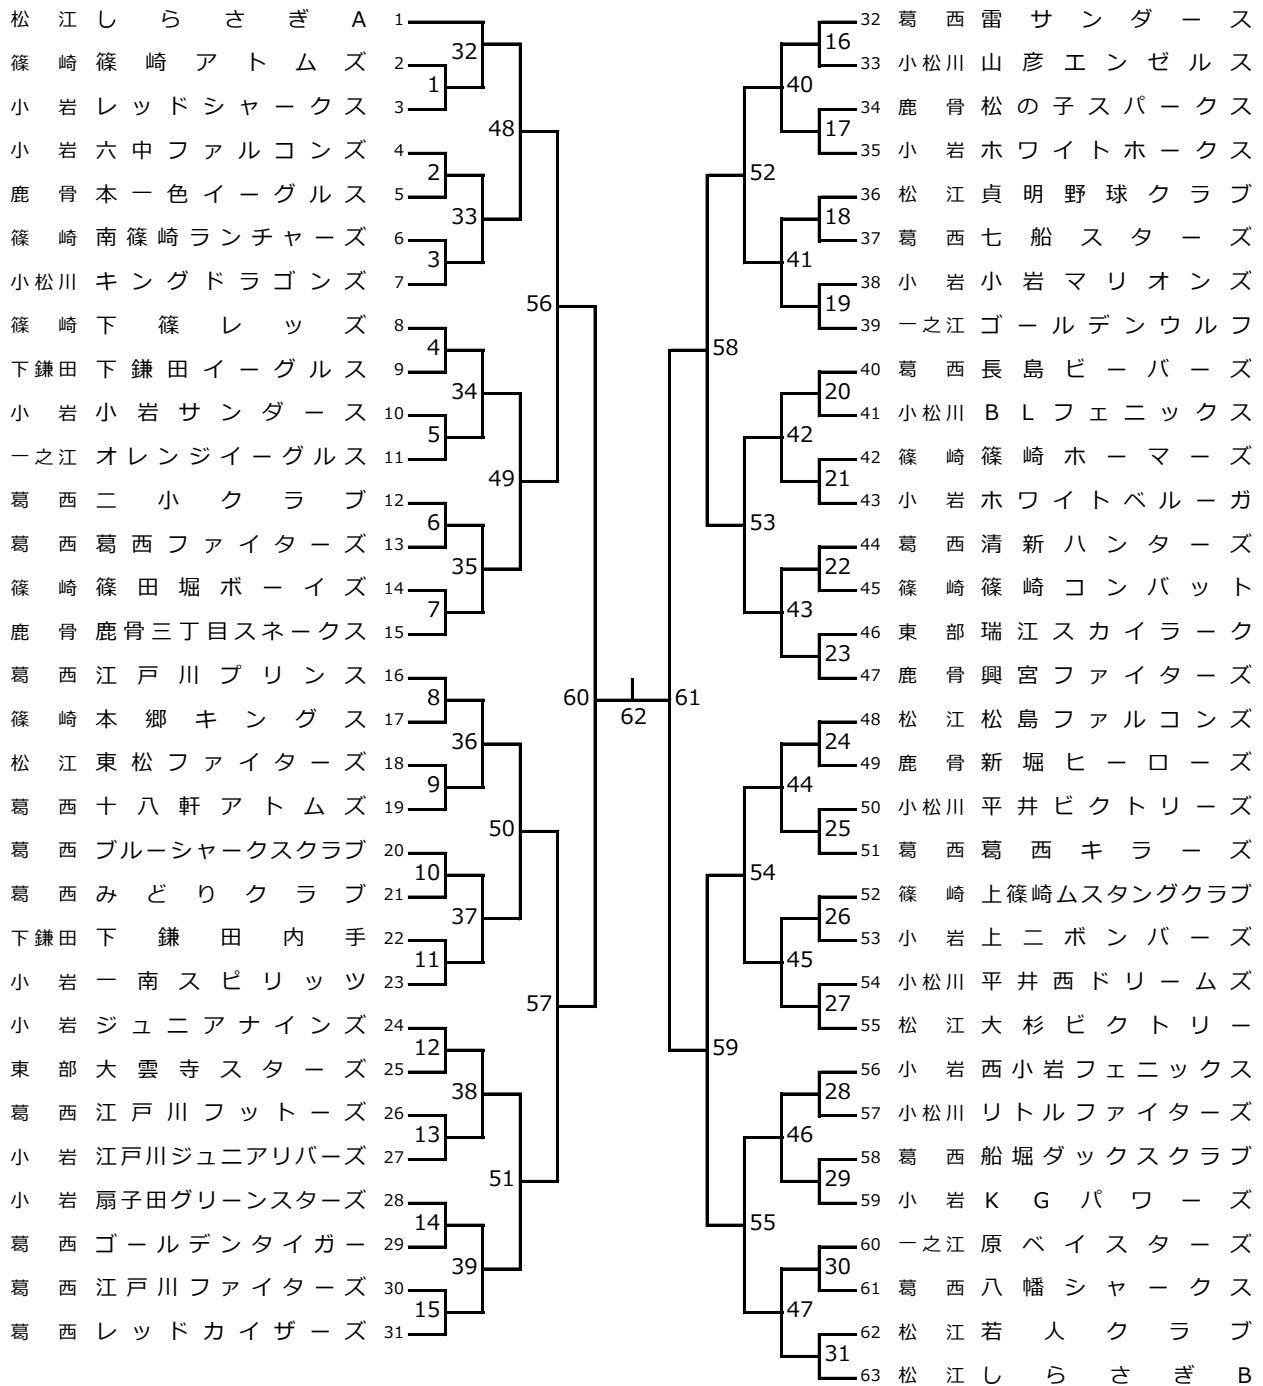 松江 しらさぎA 1
篠崎 篠崎アトムズ 2
小岩 レッドシャークス 3
小岩 六中ファルコンズ 4
鹿骨 本一色イーグルス 5
篠崎 南篠崎ランチャーズ 6
小松川 キングドラゴンズ 7
篠崎 下篠レッズ 8
下鎌田 下鎌田イーグルス 9
小岩 小岩サンダース 10
一之江 オレンジイーグルス 11
葛西 二小クラブ 12
葛西 葛西ファイターズ 13
篠崎 篠田堀ボーイズ 14
鹿骨 鹿骨三丁目スネークス 15
葛西 江戸川プリンス 16
篠崎 本郷キングス 17
松江 東松ファイターズ 18
葛西 十八軒アトムズ 19
葛西 ブルーシャークスクラブ 20
葛西 みどりクラブ 21
下鎌田 下鎌田内手 22
小岩 一南スピリッツ 23
小岩 ジュニアナインズ 24
東部 大雲寺スターズ 25
葛西 江戸川フットーズ 26
小岩 江戸川ジュニアリバーズ 27
小岩 扇子田グリーンスターズ 28
葛西 ゴールデンタイガー 29
葛西 江戸川ファイターズ 30
葛西 レッドカイザーズ 31
1
2
3
4
5
6
7
8
9
10
11
12
13
14
15
32
33
34
35
36
37
38
39
48
49
50
51
56
57
60
62
61
58
59
52
53
54
55
40
41
42
43
44
45
46
47
16
17
18
19
20
21
22
23
24
25
26
27
28
29
30
31
32 葛西 雷サンダース
33 小松川 山彦エンゼルス
34 鹿骨 松の子スパークス
35 小岩 ホワイトホークス
36 松江 貞明野球クラブ
37 葛西 七船スターズ
38 小岩 小岩マリオンズ
39 一之江 ゴールデンウルフ
40 葛西 長島ビーバーズ
41 小松川 BLフェニックス
42 篠崎 篠崎ホーマーズ
43 小岩 ホワイトベルーガ
44 葛西 清新ハンターズ
45 篠崎 篠崎コンバット
46 東部 瑞江スカイラーク
47 鹿骨 興宮ファイターズ
48 松江 松島ファルコンズ
49 鹿骨 新堀ヒーローズ
50 小松川 平井ビクトリーズ
51 葛西 葛西キラーズ
52 篠崎 上篠崎ムスタングクラブ
53 小岩 上二ボンバーズ
54 小松川 平井西ドリームズ
55 松江 大杉ビクトリー
56 小岩 西小岩フェニックス
57 小松川 リトルファイターズ
58 葛西 船堀ダックスクラブ
59 小岩 KGパワーズ
60 一之江 原ベイスターズ
61 葛西 八幡シャークス
62 松江 若人クラブ
63 松江 しらさぎB